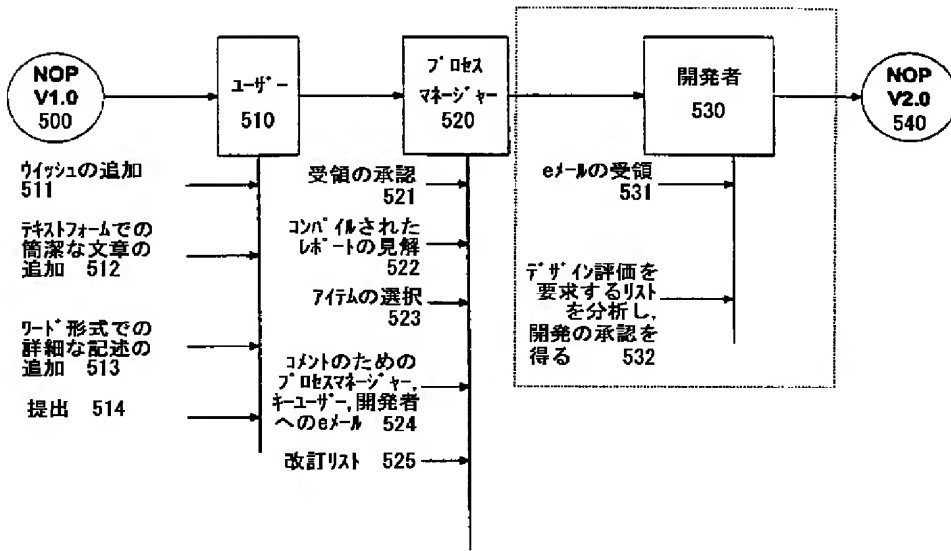 NOP
V1.0
500
ユーザー
510
プロセス
マネージャー
520
開発者
530
NOP
V2.0
540
ウイッシュの追加
511
テキストフォームでの
簡潔な文章の
追加 512
ワード形式での
詳細な記述の
追加 513
提出 514
受領の承認
521
コンパイルされた
レポートの見解
522
アイテムの選択
523
コメントのための
プロセスマネージャー,
キーユーザー,開発者
へのeメール 524
改訂リスト 525
eメールの受領
531
デザイン評価を
要求するリスト
を分析し,
開発の承認を
得る 532